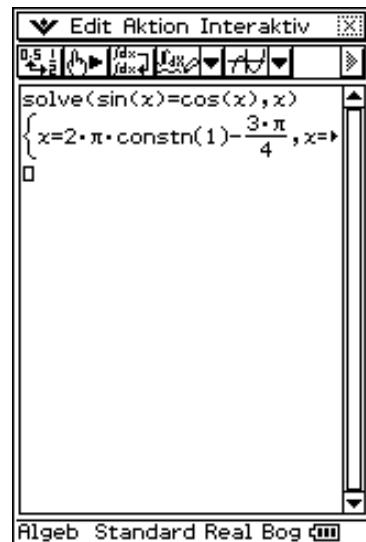 Edit Aktion Interaktiv
solve(sin(x)=cos(x),x)
{x=2·π·constn(1)-3·π/4,x=
Algeb Standard Real Bog